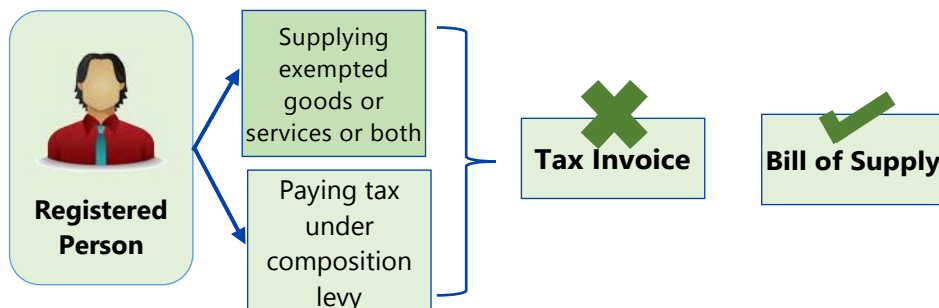 Registered
Person
Supplying
exempted
goods or
services or both
Paying tax
under
composition
levy
Tax Invoice
Bill of Supply